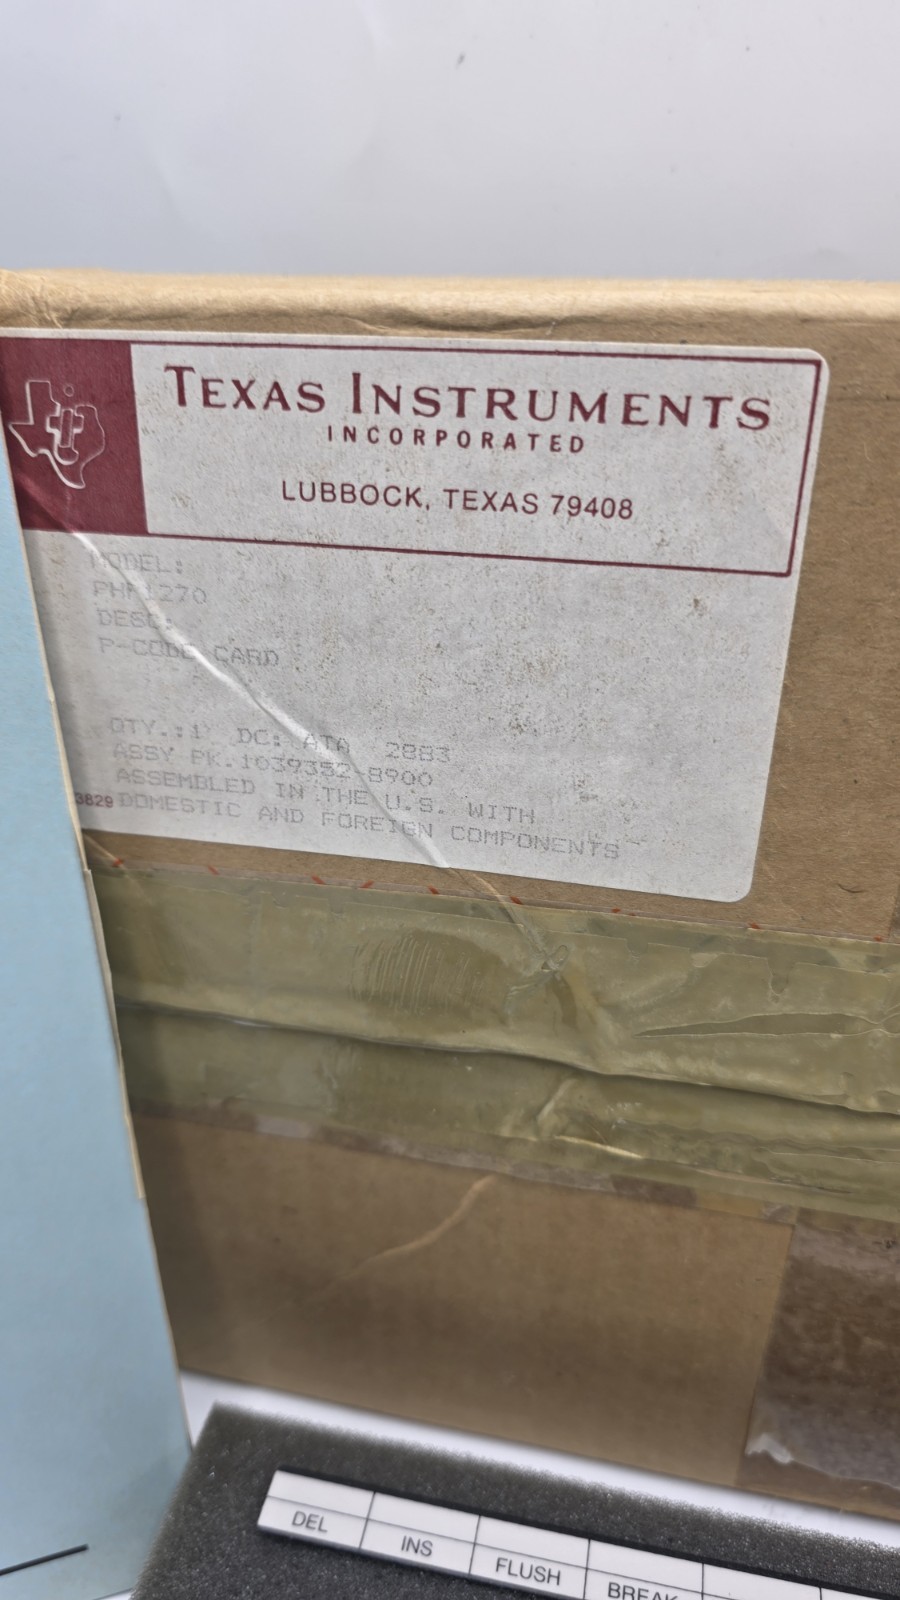 TEXAS INSTRUMENTS
INCORPORATED
LUBBOCK, TEXAS 79408
MODEL:
PHM1270
DESC:
P-CODE CARD
QTY.:1 DC: ATA 2883
ASSY PK.1039352-8900
ASSEMBLED IN THE U.S. WITH
3829 DOMESTIC AND FOREIGN COMPONENTS
DEL
INS
FLUSH
BREAK